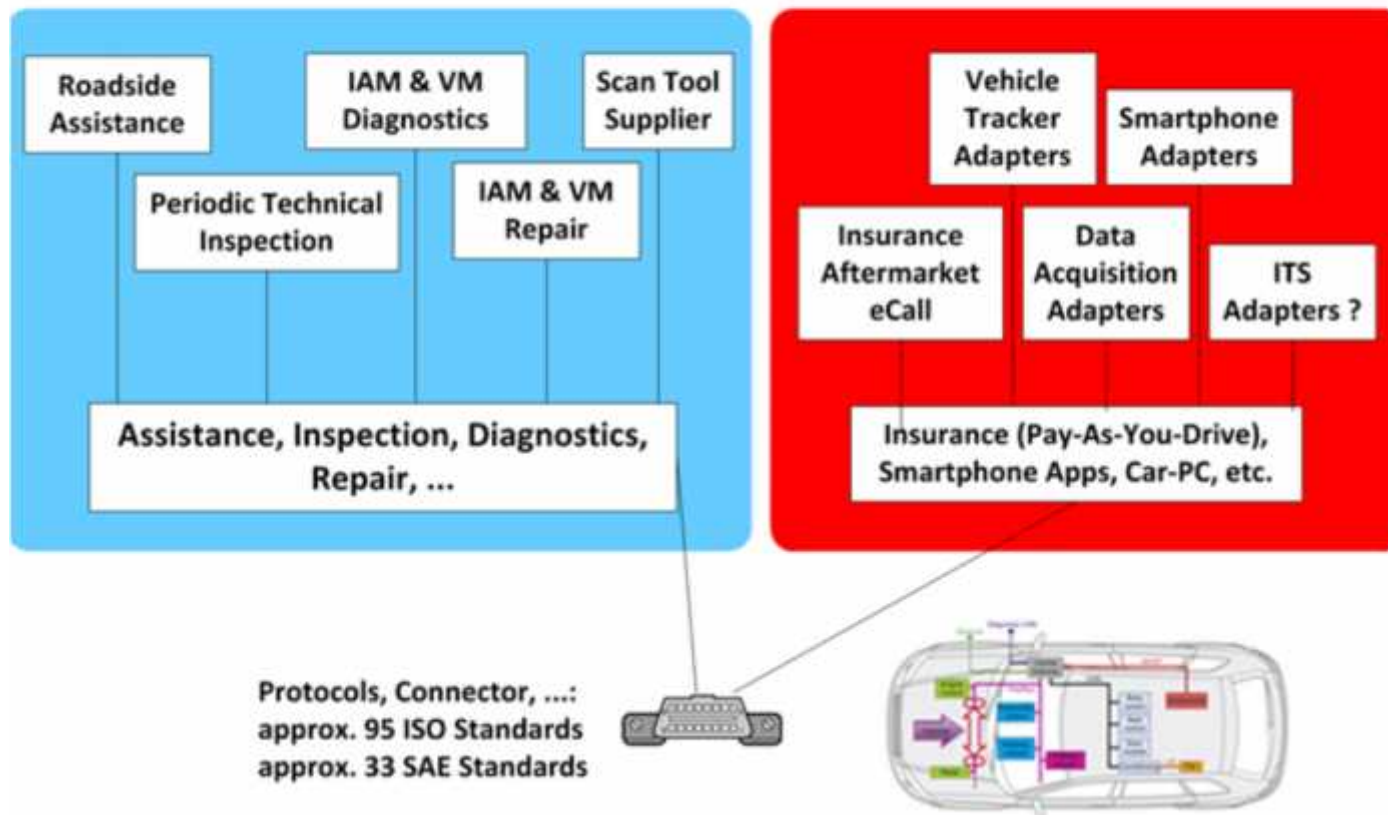 Roadside
Assistance
IAM & VM
Diagnostics
Scan Tool
Supplier
Periodic Technical
Inspection
IAM & VM
Repair
Assistance, Inspection, Diagnostics,
Repair, ...
Vehicle
Tracker
Adapters
Smartphone
Adapters
Insurance
Aftermarket
eCall
Data
Acquisition
Adapters
ITS
Adapters ?
Insurance (Pay-As-You-Drive),
Smartphone Apps, Car-PC, etc.
Protocols, Connector, ...:
approx. 95 ISO Standards
approx. 33 SAE Standards